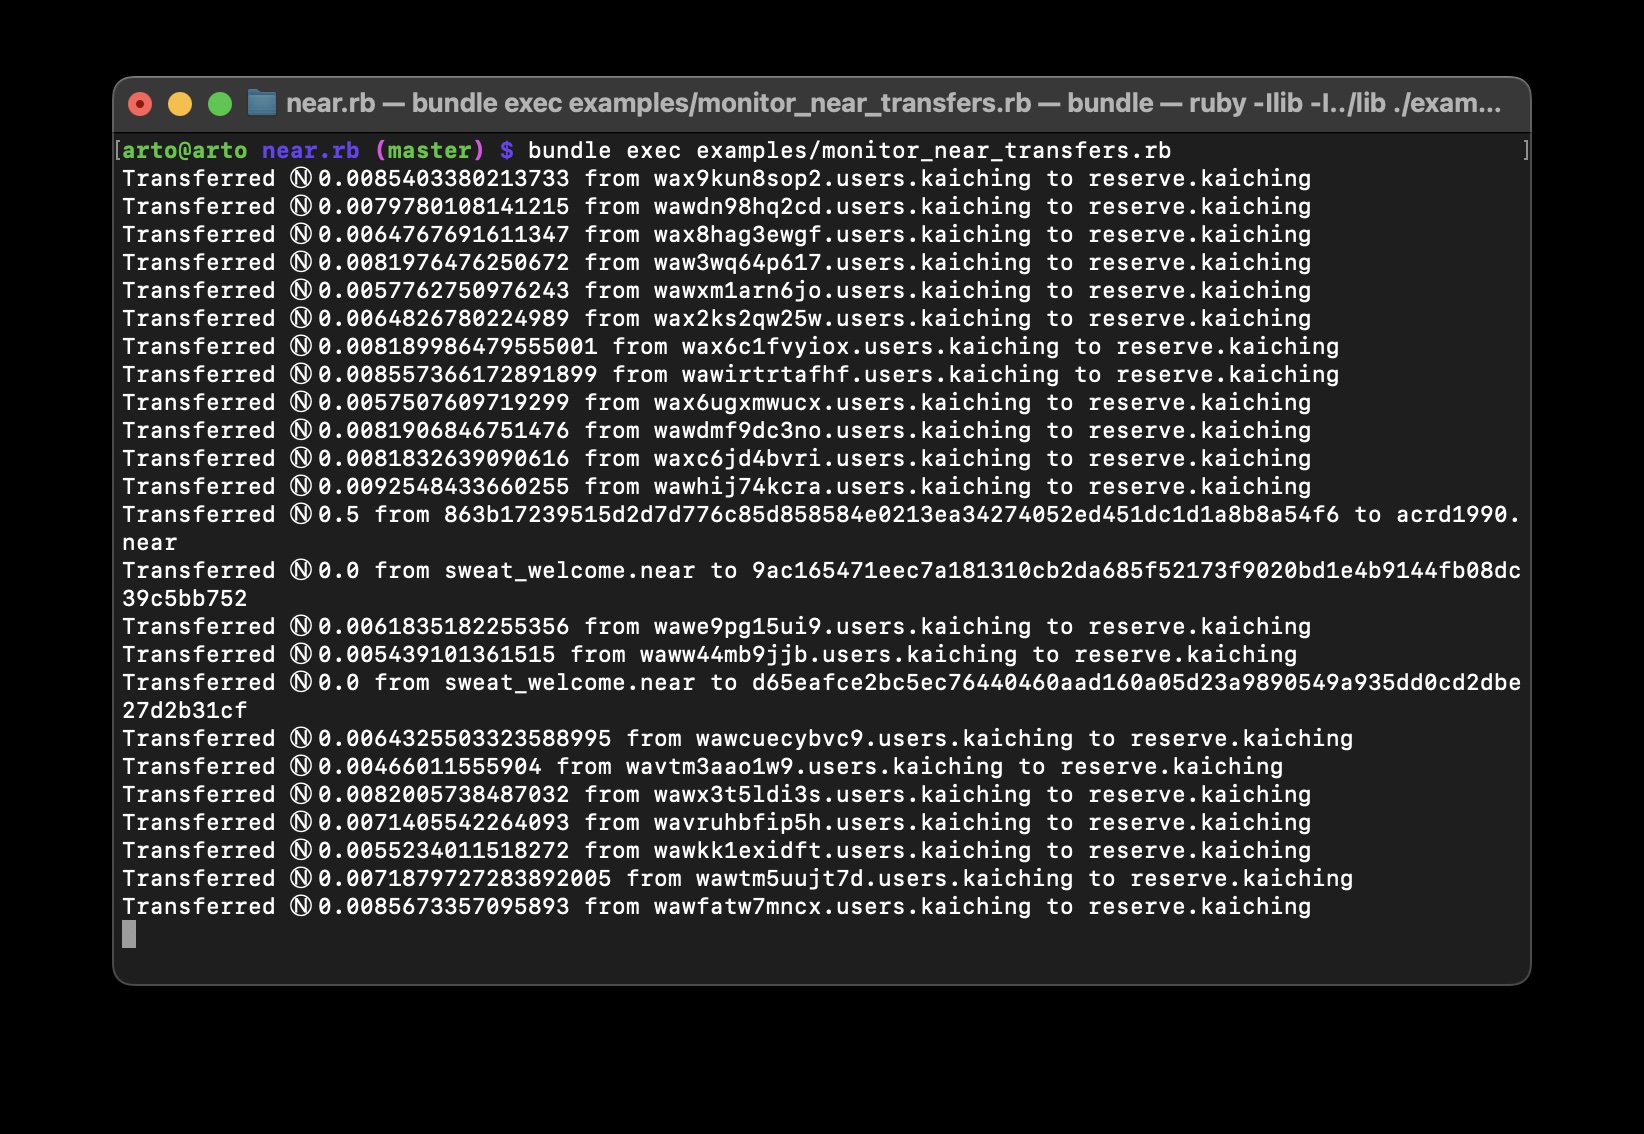 near.rb — bundle exec examples/monitor_near_transfers.rb — bundle — ruby -Ilib -I../lib ./exam...
[arto@arto near.rb (master) $ bundle exec examples/monitor_near_transfers.rb ]
Transferred Ⓝ 0.0085403380213733 from wax9kun8sop2.users.kaiching to reserve.kaiching
Transferred Ⓝ 0.0079780108141215 from wawdn98hq2cd.users.kaiching to reserve.kaiching
Transferred Ⓝ 0.0064767691611347 from wax8hag3ewgf.users.kaiching to reserve.kaiching
Transferred Ⓝ 0.0081976476250672 from waw3wq64p617.users.kaiching to reserve.kaiching
Transferred Ⓝ 0.0057762750976243 from wawxm1arn6jo.users.kaiching to reserve.kaiching
Transferred Ⓝ 0.0064826780224989 from wax2ks2qw25w.users.kaiching to reserve.kaiching
Transferred Ⓝ 0.008189986479555001 from wax6c1fvyiox.users.kaiching to reserve.kaiching
Transferred Ⓝ 0.008557366172891899 from wawirtrtafhf.users.kaiching to reserve.kaiching
Transferred Ⓝ 0.0057507609719299 from wax6ugxmwucx.users.kaiching to reserve.kaiching
Transferred Ⓝ 0.0081906846751476 from wawdmf9dc3no.users.kaiching to reserve.kaiching
Transferred Ⓝ 0.0081832639090616 from waxc6jd4bvri.users.kaiching to reserve.kaiching
Transferred Ⓝ 0.0092548433660255 from wawhij74kcra.users.kaiching to reserve.kaiching
Transferred Ⓝ 0.5 from 863b17239515d2d7d776c85d858584e0213ea34274052ed451dc1d1a8b8a54f6 to acrd1990.
near
Transferred Ⓝ 0.0 from sweat_welcome.near to 9ac165471eec7a181310cb2da685f52173f9020bd1e4b9144fb08dc
39c5bb752
Transferred Ⓝ 0.0061835182255356 from wawe9pg15ui9.users.kaiching to reserve.kaiching
Transferred Ⓝ 0.005439101361515 from waww44mb9jjb.users.kaiching to reserve.kaiching
Transferred Ⓝ 0.0 from sweat_welcome.near to d65eafce2bc5ec76440460aad160a05d23a9890549a935dd0cd2dbe
27d2b31cf
Transferred Ⓝ 0.0064325503323588995 from wawcuecybvc9.users.kaiching to reserve.kaiching
Transferred Ⓝ 0.00466011555904 from wavtm3aao1w9.users.kaiching to reserve.kaiching
Transferred Ⓝ 0.0082005738487032 from wawx3t5ldi3s.users.kaiching to reserve.kaiching
Transferred Ⓝ 0.0071405542264093 from wavruhbfip5h.users.kaiching to reserve.kaiching
Transferred Ⓝ 0.0055234011518272 from wawkk1exidft.users.kaiching to reserve.kaiching
Transferred Ⓝ 0.0071879727283892005 from wawtm5uujt7d.users.kaiching to reserve.kaiching
Transferred Ⓝ 0.0085673357095893 from wawfatw7mncx.users.kaiching to reserve.kaiching